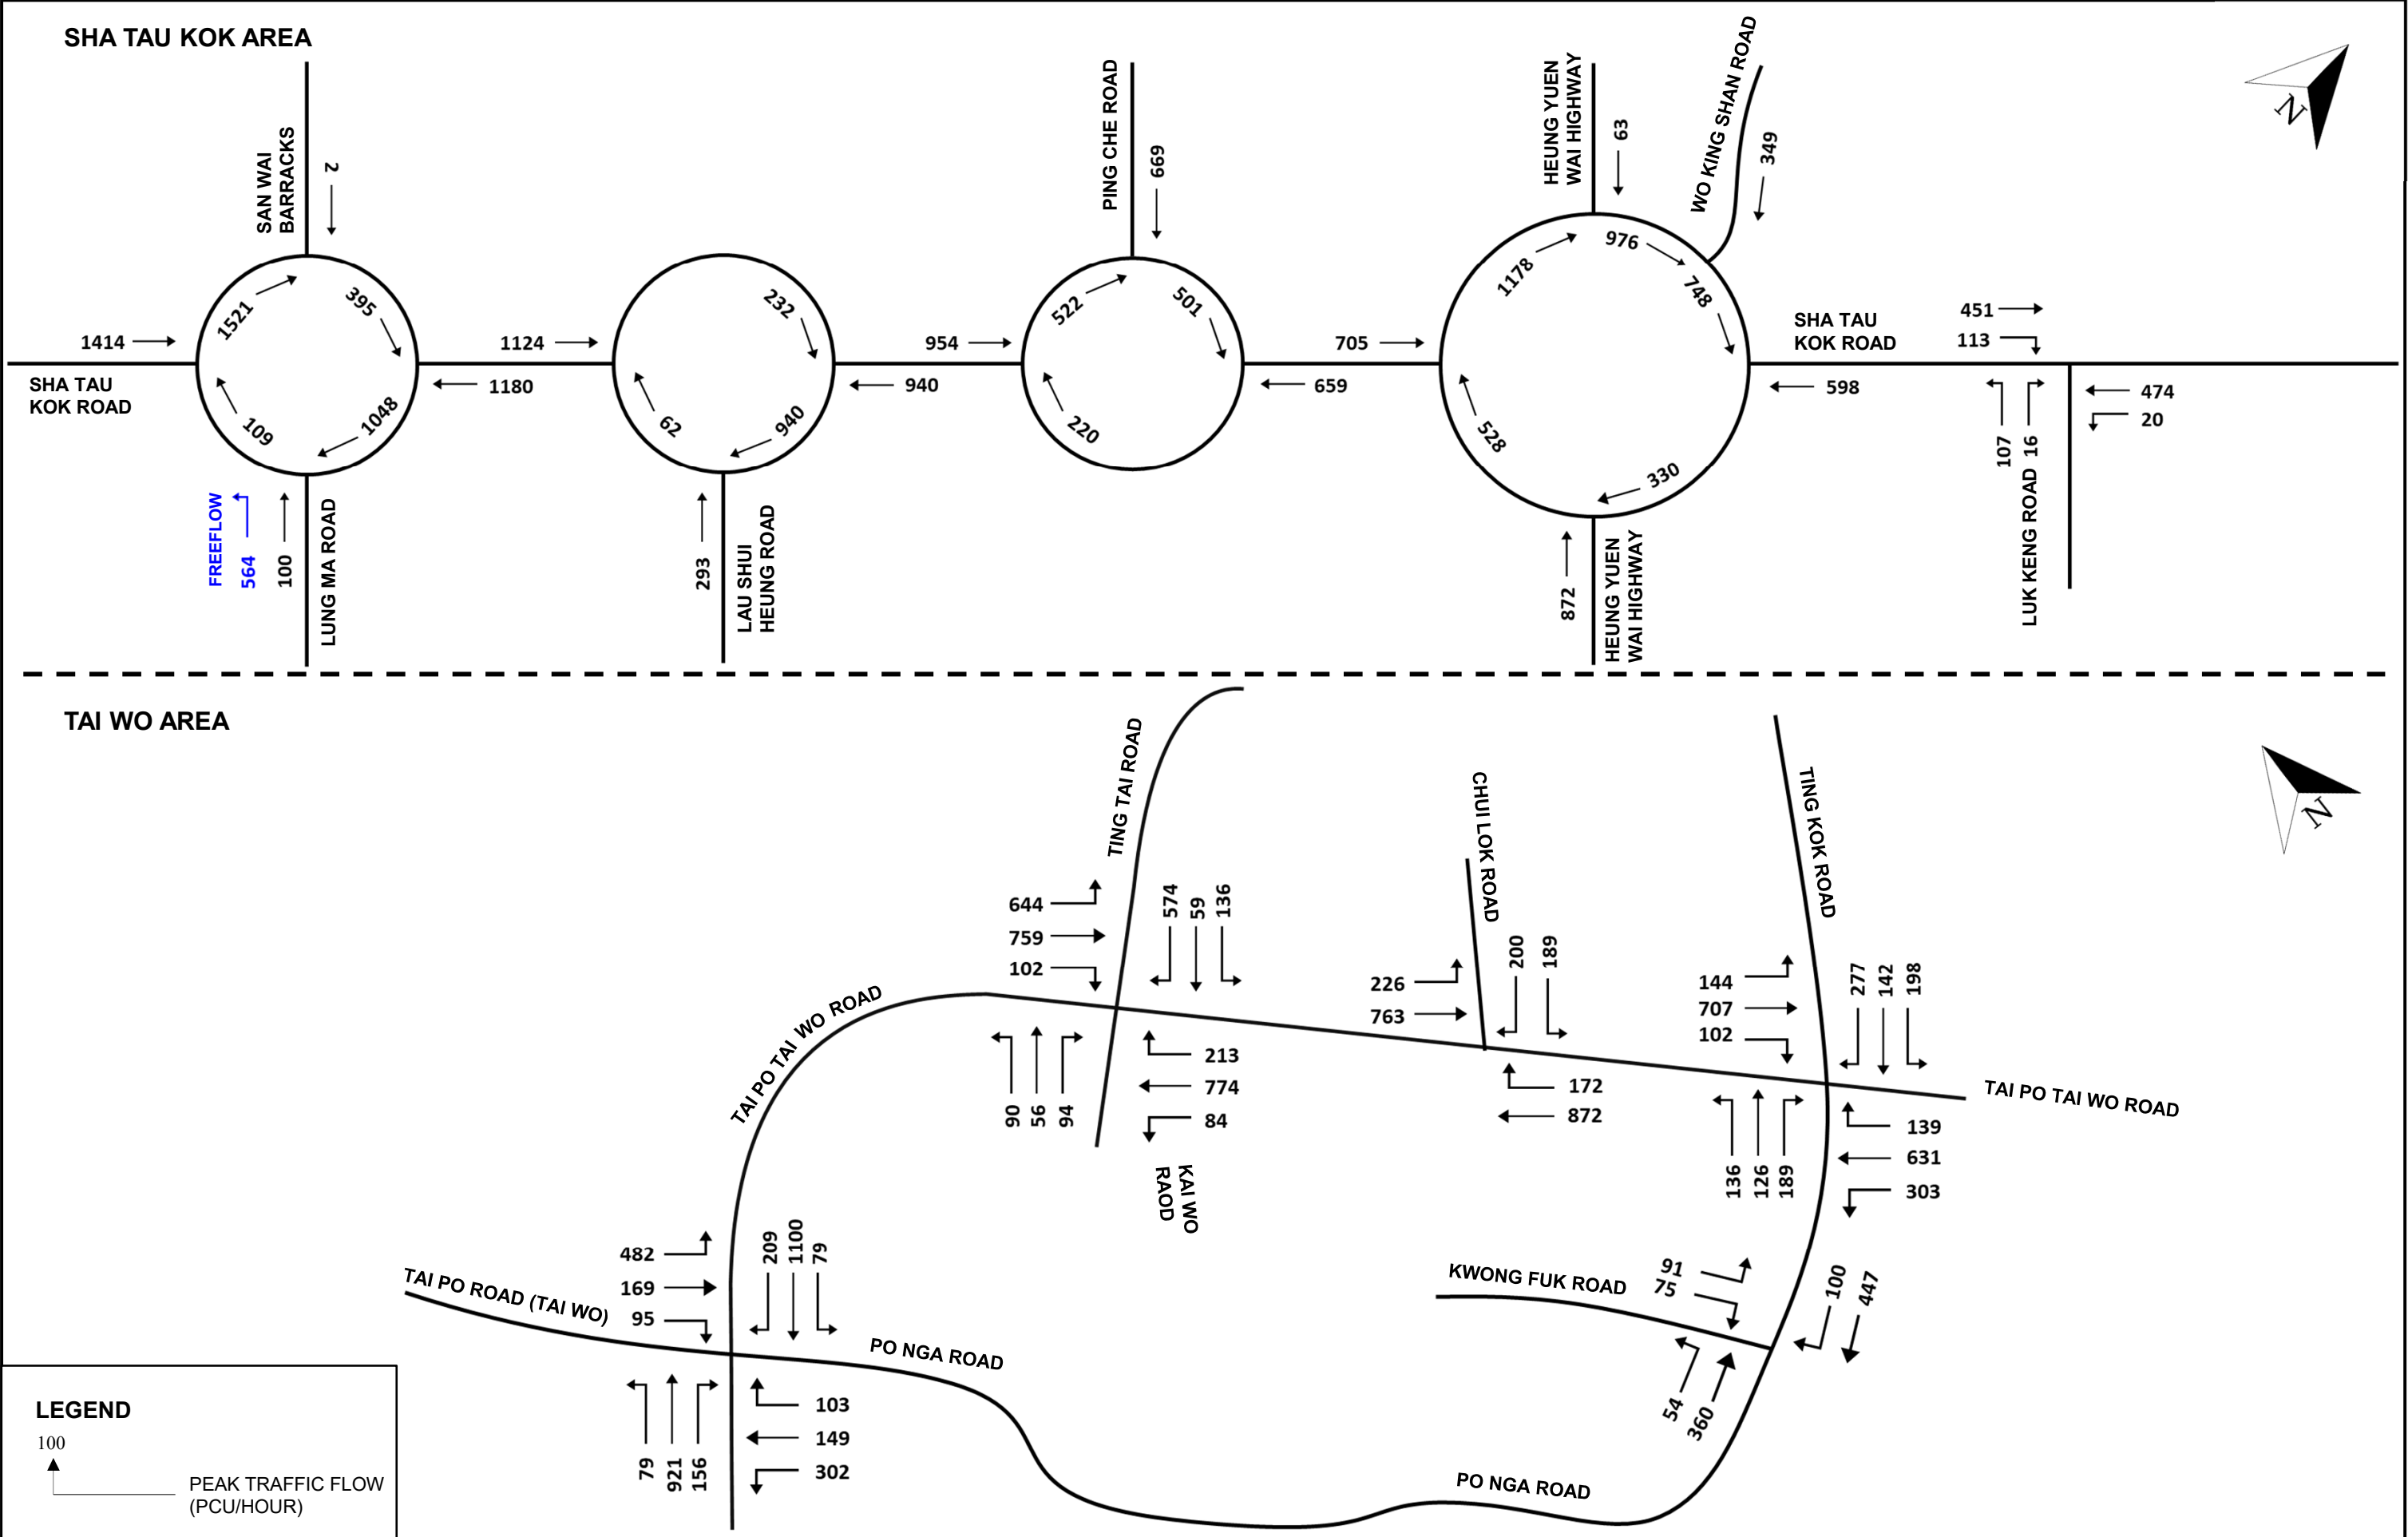 SHA TAU KOK AREA
SAN WAI
BARRACKS
2
PING CHE ROAD
669
HEUNG YUEN
WAI HIGHWAY
63
WO KING SHAN ROAD
349
N
1414
SHA TAU
KOK ROAD
1521
395
109
1048
FREEFLOW
564
100
LUNG MA ROAD
1124
1180
232
62
940
293
LAU SHUI
HEUNG ROAD
954
940
522
501
220
705
659
1178
976
748
528
330
872
HEUNG YUEN
WAI HIGHWAY
SHA TAU
KOK ROAD
598
451
113
107
16
LUK KENG ROAD
474
20
TAI WO AREA
N
TING TAI ROAD
644
759
102
574
59
136
90
56
94
213
774
84
KAI WO
RAOD
CHUI LOK ROAD
226
763
200
189
172
872
TING KOK ROAD
144
707
102
277
142
198
136
126
189
139
631
303
TAI PO TAI WO ROAD
TAI PO TAI WO ROAD
TAI PO ROAD (TAI WO)
482
169
95
209
1100
79
79
921
156
103
149
302
PO NGA ROAD
KWONG FUK ROAD
91
75
100
447
54
360
PO NGA ROAD
LEGEND
100
PEAK TRAFFIC FLOW
(PCU/HOUR)